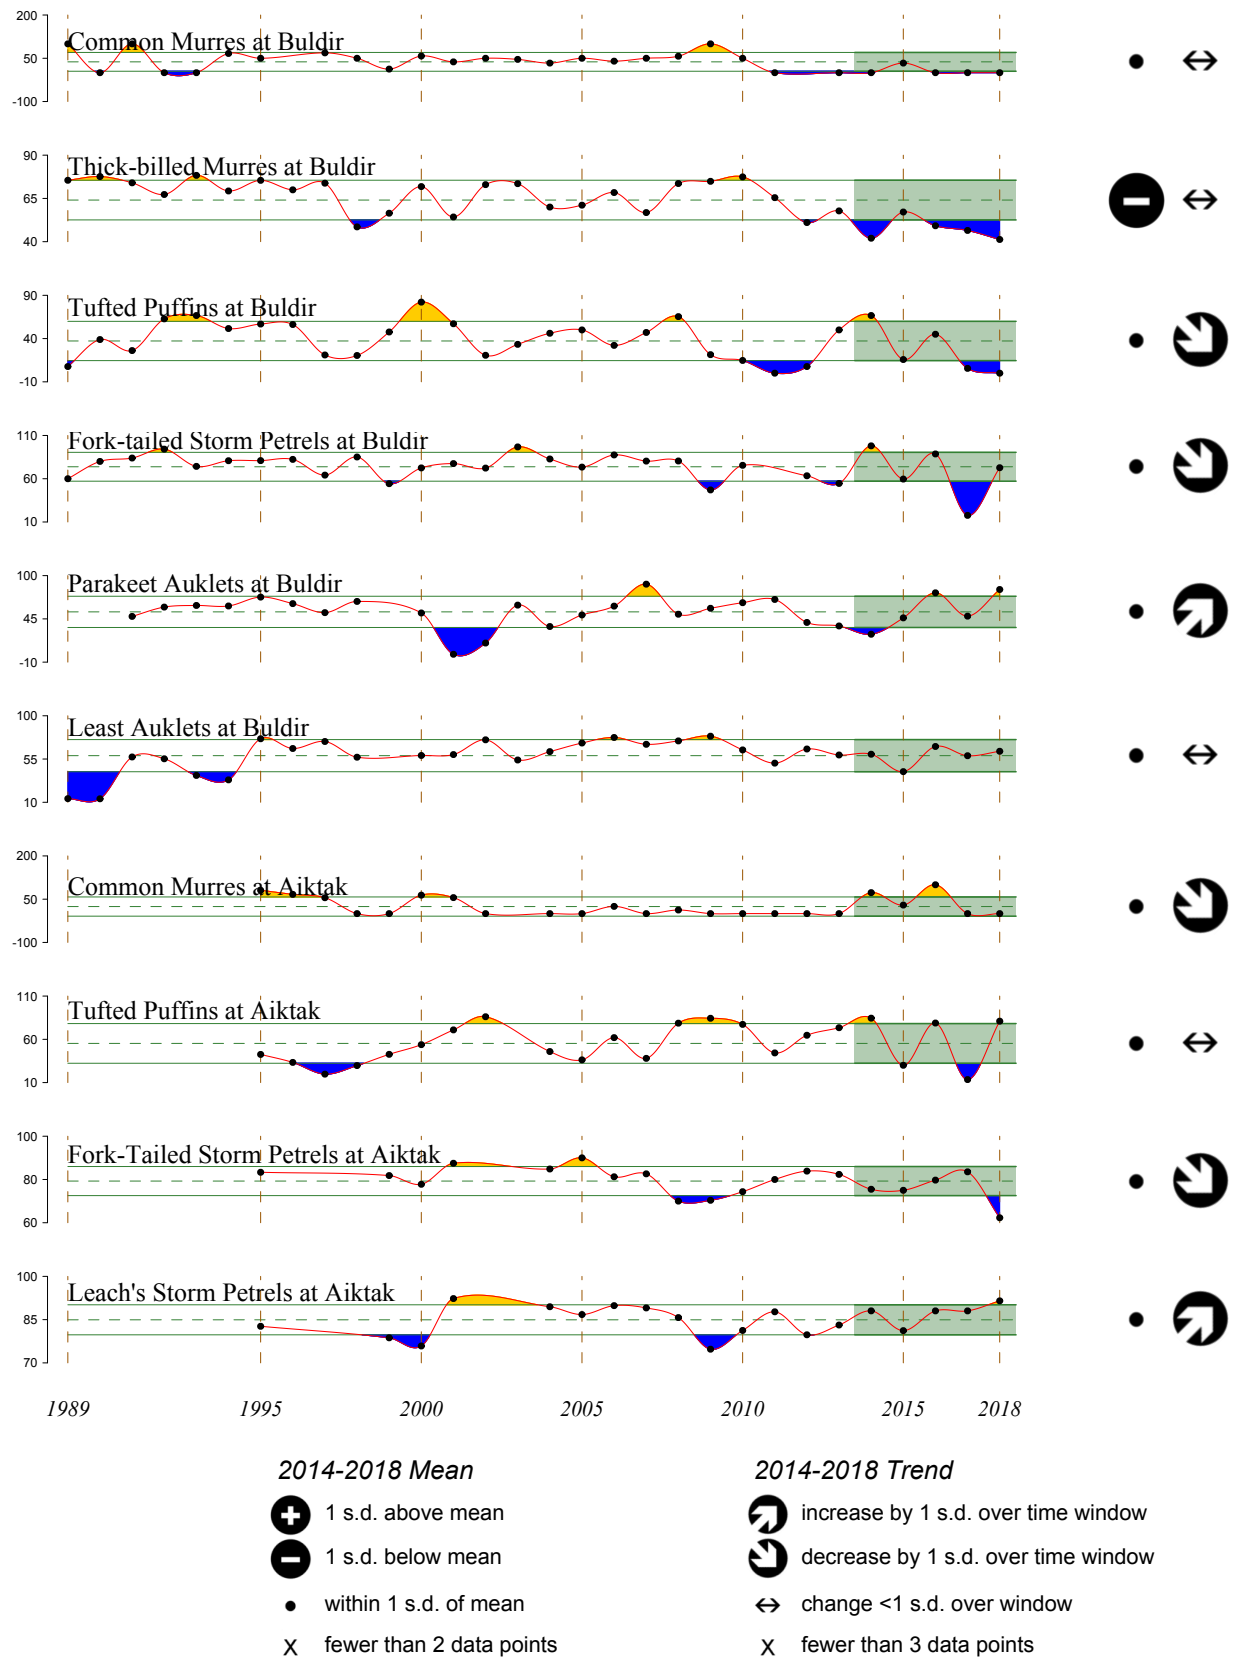 200
Common Murres at Buldir
50
-100
90
Thick-billed Murres at Buldir
65
40
90
Tufted Puffins at Buldir
40
-10
110
Fork-tailed Storm Petrels at Buldir
60
10
100
Parakeet Auklets at Buldir
45
-10
100
Least Auklets at Buldir
55
10
200
Common Murres at Aiktak
50
-100
110
Tufted Puffins at Aiktak
60
10
100
Fork-Tailed Storm Petrels at Aiktak
80
60
100
Leach's Storm Petrels at Aiktak
85
70
1989 1995 2000 2005 2010 2015 2018
2014-2018 Mean 2014-2018 Trend
1 s.d. above mean increase by 1 s.d. over time window
1 s.d. below mean decrease by 1 s.d. over time window
within 1 s.d. of mean change <1 s.d. over window
x fewer than 2 data points x fewer than 3 data points